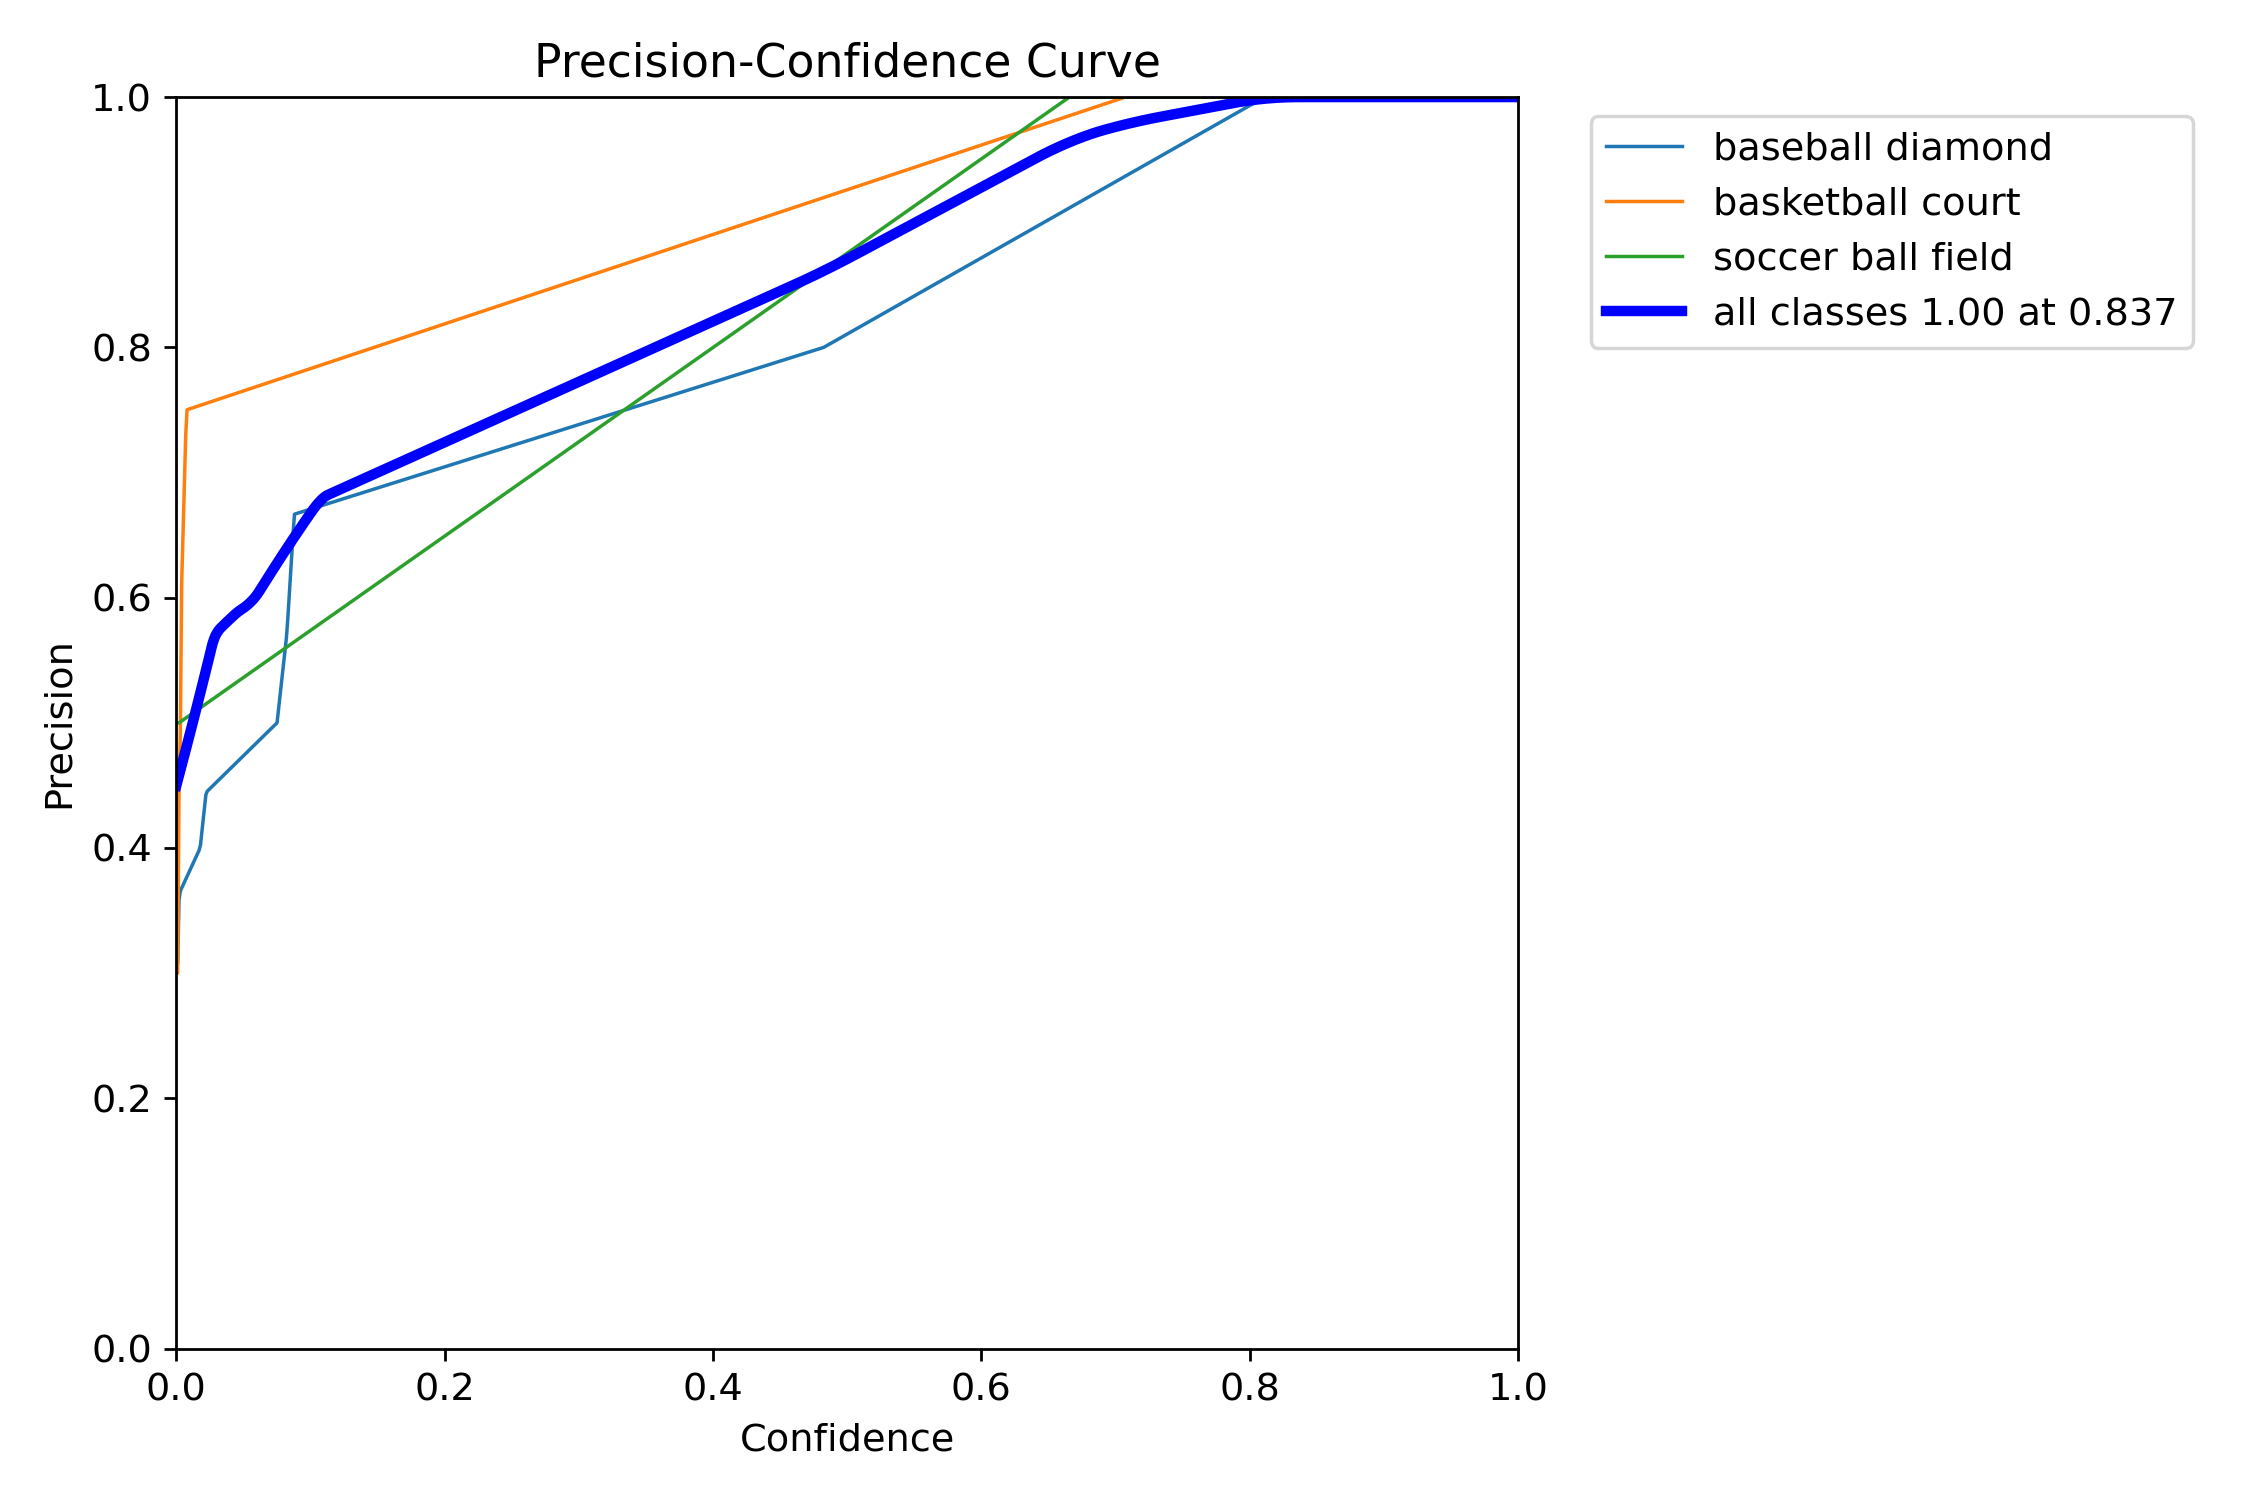 Precision-Confidence Curve
1.0
0.8
0.6
0.4
0.2
0.0
Precision
0.0 0.2 0.4 0.6 0.8 1.0
Confidence
baseball diamond
basketball court
soccer ball field
all classes 1.00 at 0.837